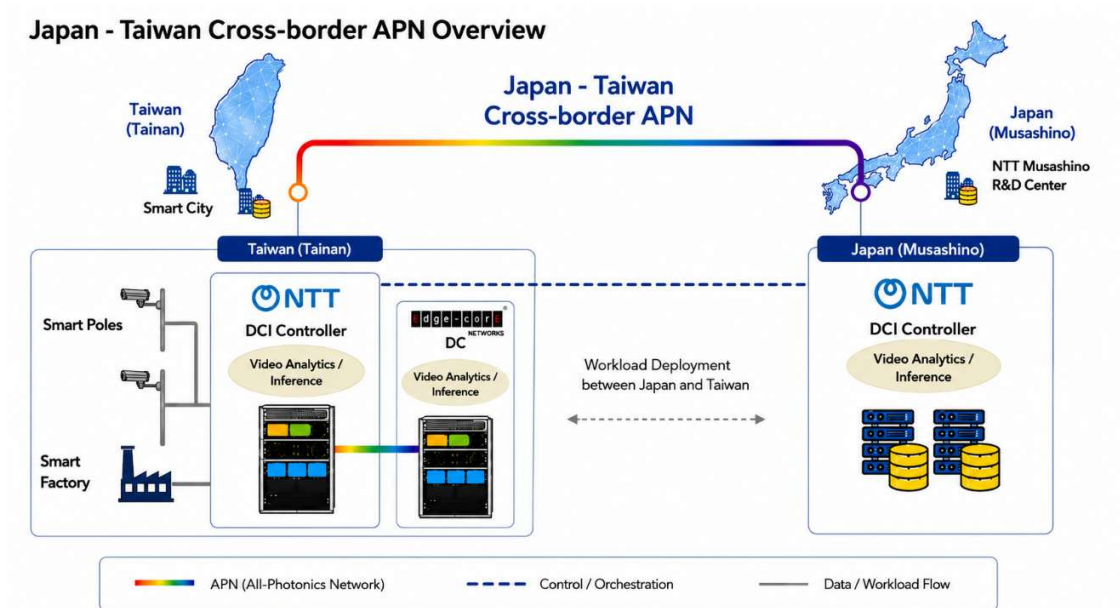 Japan - Taiwan Cross-border APN Overview
Taiwan
(Tainan)
Smart City
Japan - Taiwan
Cross-border APN
Japan
(Musashino)
NTT Musashino
R&D Center
Taiwan (Tainan)
Smart Poles
Smart
Factory
NTT
DCI Controller
Video Analytics /
Inference
Edge-corE
NETWORKS
DC
Video Analytics /
Inference
Workload Deployment
between Japan and Taiwan
Japan (Musashino)
NTT
DCI Controller
Video Analytics /
Inference
APN (All-Photonics Network)
Control / Orchestration
Data / Workload Flow